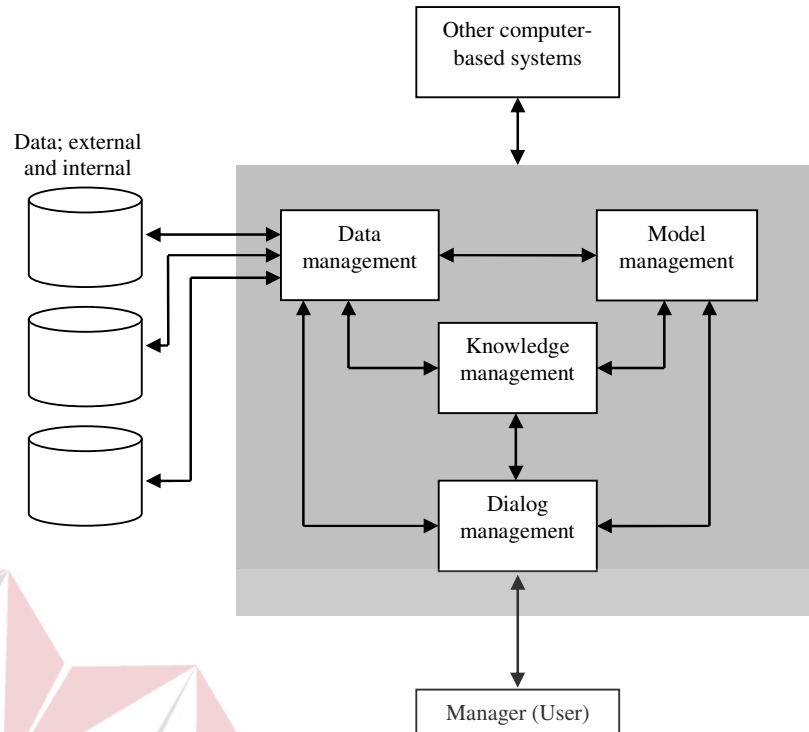 Other computer-
based systems
Data; external
and internal
Data
management
Model
management
Knowledge
management
Dialog
management
Manager (User)